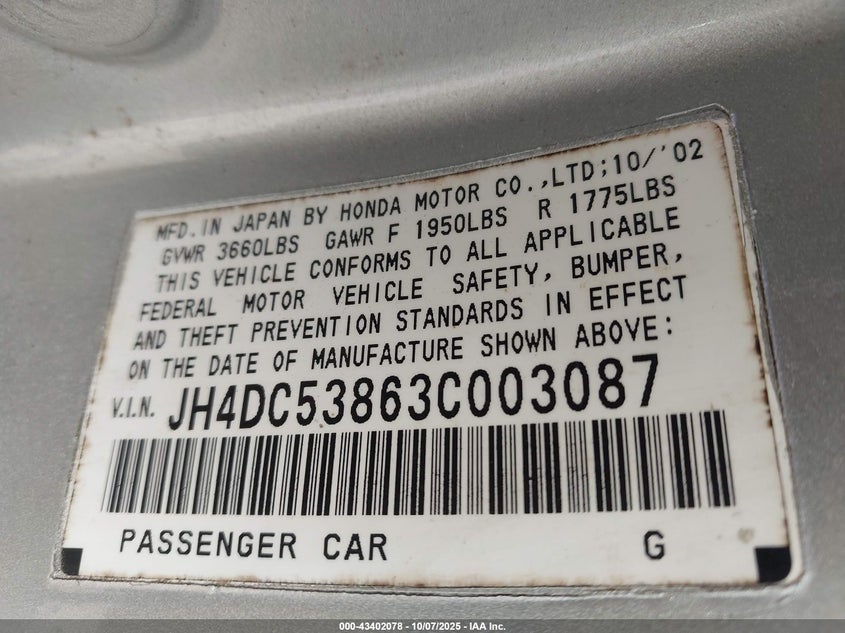 MFD. IN JAPAN BY HONDA MOTOR CO.,LTD;10/'02
GVWR 3660LBS GAWR F 1950LBS R 1775LBS
THIS VEHICLE CONFORMS TO ALL APPLICABLE
FEDERAL MOTOR VEHICLE SAFETY, BUMPER,
AND THEFT PREVENTION STANDARDS IN EFFECT
ON THE DATE OF MANUFACTURE SHOWN ABOVE:
V.I.N. JH4DC53863C003087
PASSENGER CAR G
000-43402078 - 10/07/2025 - IAA Inc.